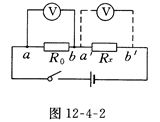 V V
a R₀ b a′ Rₓ b′
图 12-4-2